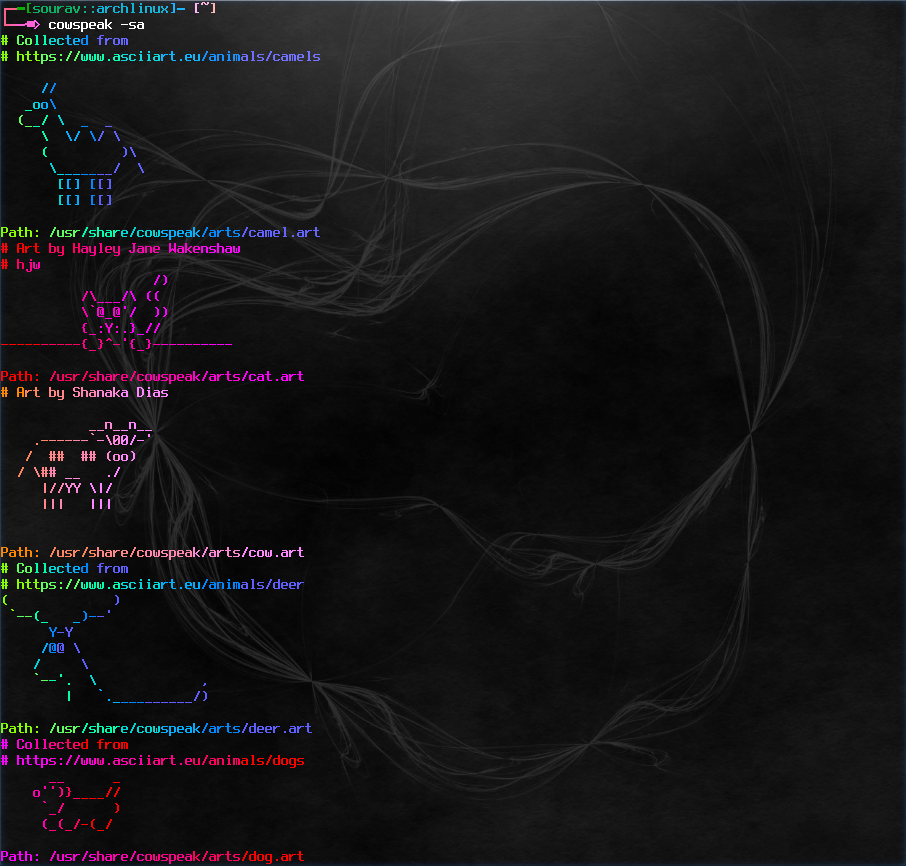 ┌──=[sourav::archlinux]- [~]
└──■> cowspeak -sa
# Collected from
# https://www.asciiart.eu/animals/camels
     //
   _oo\
  (__/ \  _  _
     \  \/ \/ \
     (         )\
      \_______/  \
       [[] [[]
       [[] [[]
Path: /usr/share/cowspeak/arts/camel.art
# Art by Hayley Jane Wakenshaw
# hjw
                   /)
          /\___/\ ((
          \`@_@'/  ))
          {_:Y:.}_//
----------{_}^-'{_}----------
Path: /usr/share/cowspeak/arts/cat.art
# Art by Shanaka Dias
           __n__n__
    .------`-\00/-'
   /  ##  ## (oo)
  / \## __   ./
     |//YY \|/
     |||   |||
Path: /usr/share/cowspeak/arts/cow.art
# Collected from
# https://www.asciiart.eu/animals/deer
(             )
 `--(_   _)--'
      Y-Y
     /@@ \
    /     \
    `--'.  \             ,
        |   `.__________/)
Path: /usr/share/cowspeak/arts/deer.art
# Collected from
# https://www.asciiart.eu/animals/dogs
      __      _
    o'')}____//
     `_/      )
     (_(_/-(_/
Path: /usr/share/cowspeak/arts/dog.art